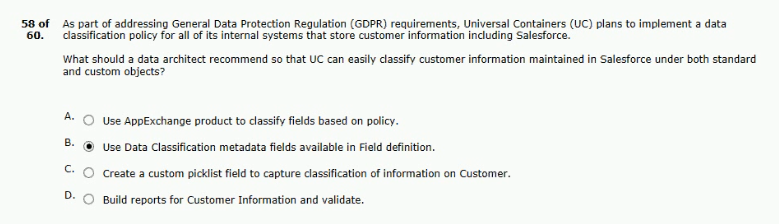 58 of As part of addressing General Data Protection Regulation (GDPR) requirements, Universal Containers (UC) plans to implement a data
60. classification policy for all of its internal systems that store customer information including Salesforce.
What should a data architect recommend so that UC can easily classify customer information maintained in Salesforce under both standard
and custom objects?
A. Use AppExchange product to classify fields based on policy.
B. Use Data Classification metadata fields available in Field definition.
C. Create a custom picklist field to capture classification of information on Customer.
D. Build reports for Customer Information and validate.